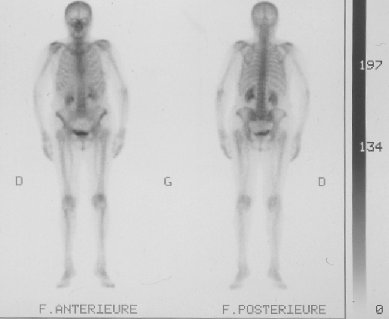 197
134
D G D
F.ANTERIEURE F.POSTERIEURE 0